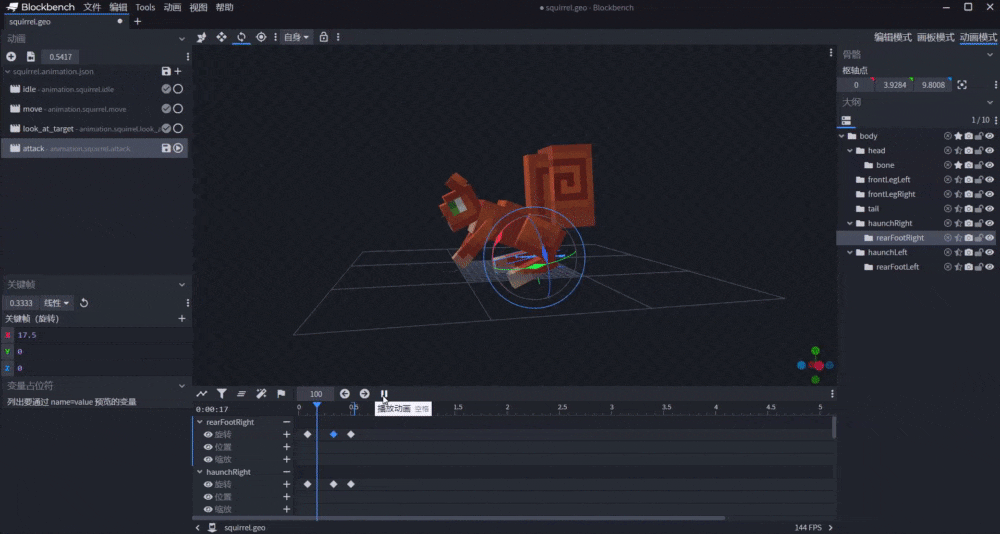 Blockbench 文件 编辑 Tools 动画 视图 帮助
squirrel.geo - Blockbench
squirrel.geo
动画
0.5417
squirrel.animation.json
idle - animation.squirrel.idle
move - animation.squirrel.move
look_at_target - animation.squirrel.look_a
attack - animation.squirrel.attack
关键帧
0.3333 线性
关键帧（旋转）
X 17.5
Y 0
Z 0
变量占位符
列出要通过 name=value 预览的变量
自身
编辑模式 画板模式 动画模式
骨骼
枢轴点
0 3.9284 9.8008
大纲
1 / 10
body
head
bone
frontLegLeft
frontLegRight
tail
haunchRight
rearFootRight
haunchLeft
rearFootLeft
100
播放动画 空格
0:00:17
0 0.5 1.5 2 2.5 3 3.5 4 4.5 5
rearFootRight
旋转
位置
缩放
haunchRight
旋转
位置
缩放
squirrel.geo
144 FPS